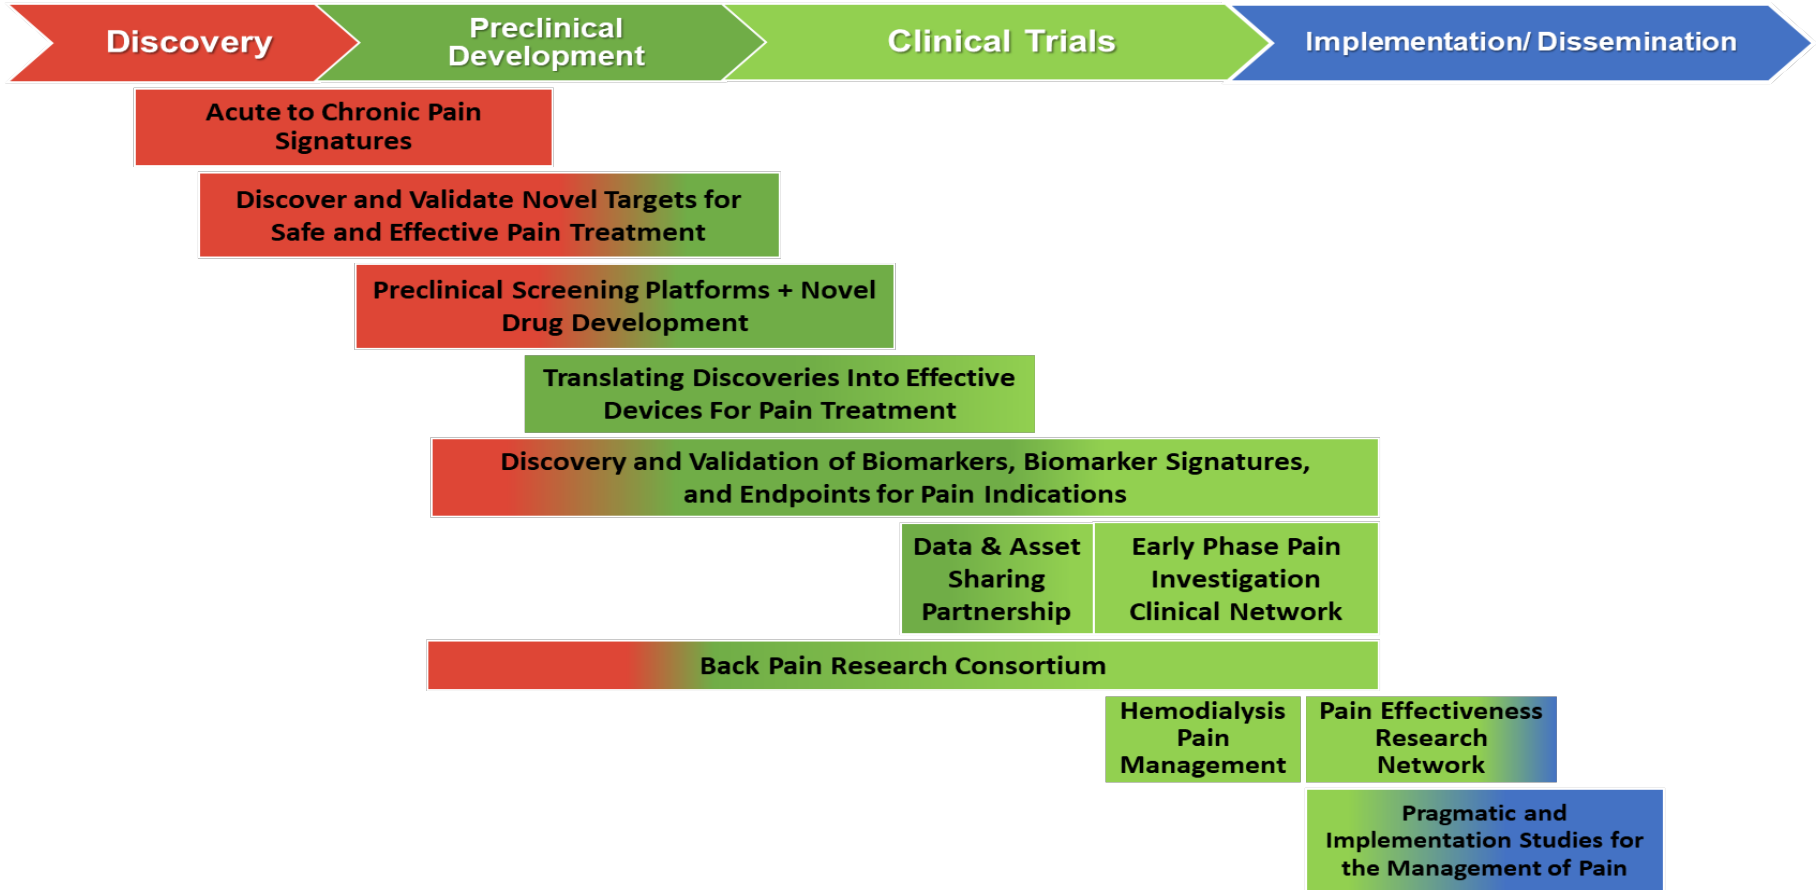 Discovery
Preclinical
Development
Clinical Trials
Implementation/ Dissemination
Acute to Chronic Pain
Signatures
Discover and Validate Novel Targets for
Safe and Effective Pain Treatment
Preclinical Screening Platforms + Novel
Drug Development
Translating Discoveries Into Effective
Devices For Pain Treatment
Discovery and Validation of Biomarkers, Biomarker Signatures,
and Endpoints for Pain Indications
Data & Asset
Sharing
Partnership
Early Phase Pain
Investigation
Clinical Network
Back Pain Research Consortium
Hemodialysis
Pain
Management
Pain Effectiveness
Research
Network
Pragmatic and
Implementation Studies for
the Management of Pain